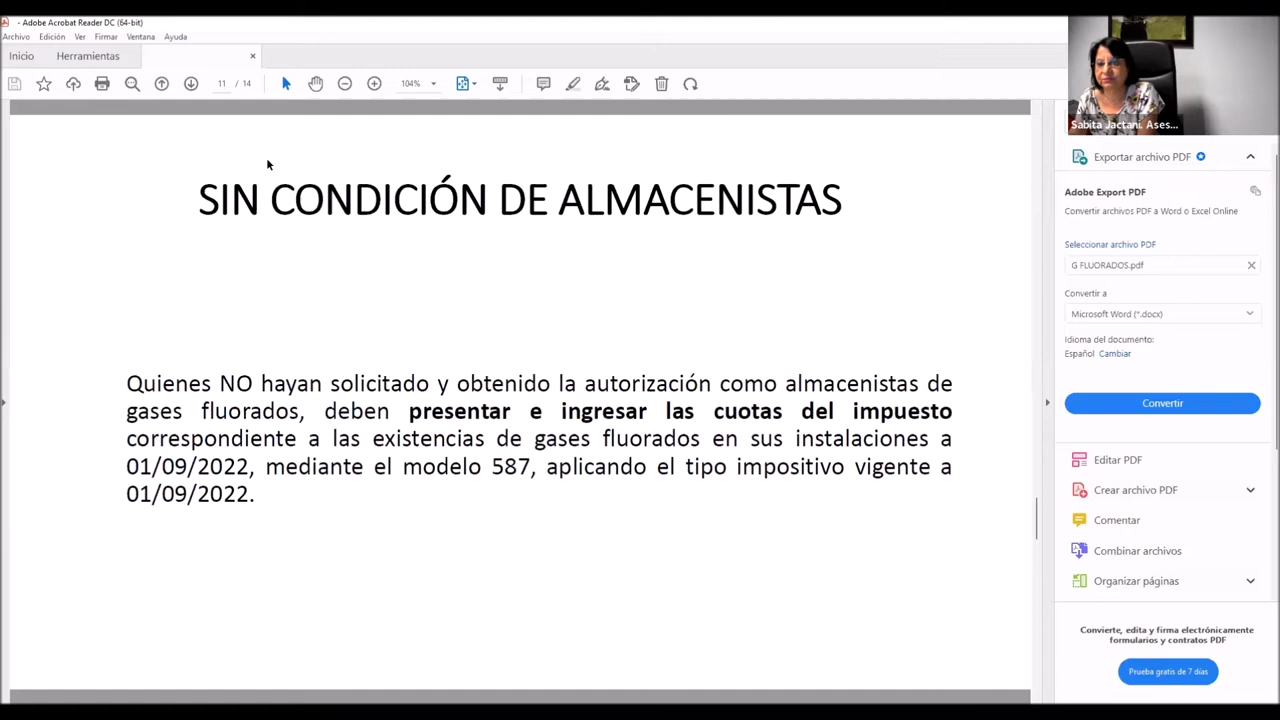 - Adobe Acrobat Reader DC (64-bit)
Archivo Edición Ver Firmar Ventana Ayuda
Inicio Herramientas
11 / 14 104%
Sabita Jactani. Ases...
SIN CONDICIÓN DE ALMACENISTAS
Quienes NO hayan solicitado y obtenido la autorización como almacenistas de
gases fluorados, deben presentar e ingresar las cuotas del impuesto
correspondiente a las existencias de gases fluorados en sus instalaciones a
01/09/2022, mediante el modelo 587, aplicando el tipo impositivo vigente a
01/09/2022.
Exportar archivo PDF
Adobe Export PDF
Convertir archivos PDF a Word o Excel Online
Seleccionar archivo PDF
G FLUORADOS.pdf
Convertir a
Microsoft Word (*.docx)
Idioma del documento:
Español Cambiar
Convertir
Editar PDF
Crear archivo PDF
Comentar
Combinar archivos
Organizar páginas
Convierte, edita y firma electrónicamente
formularios y contratos PDF
Prueba gratis de 7 días